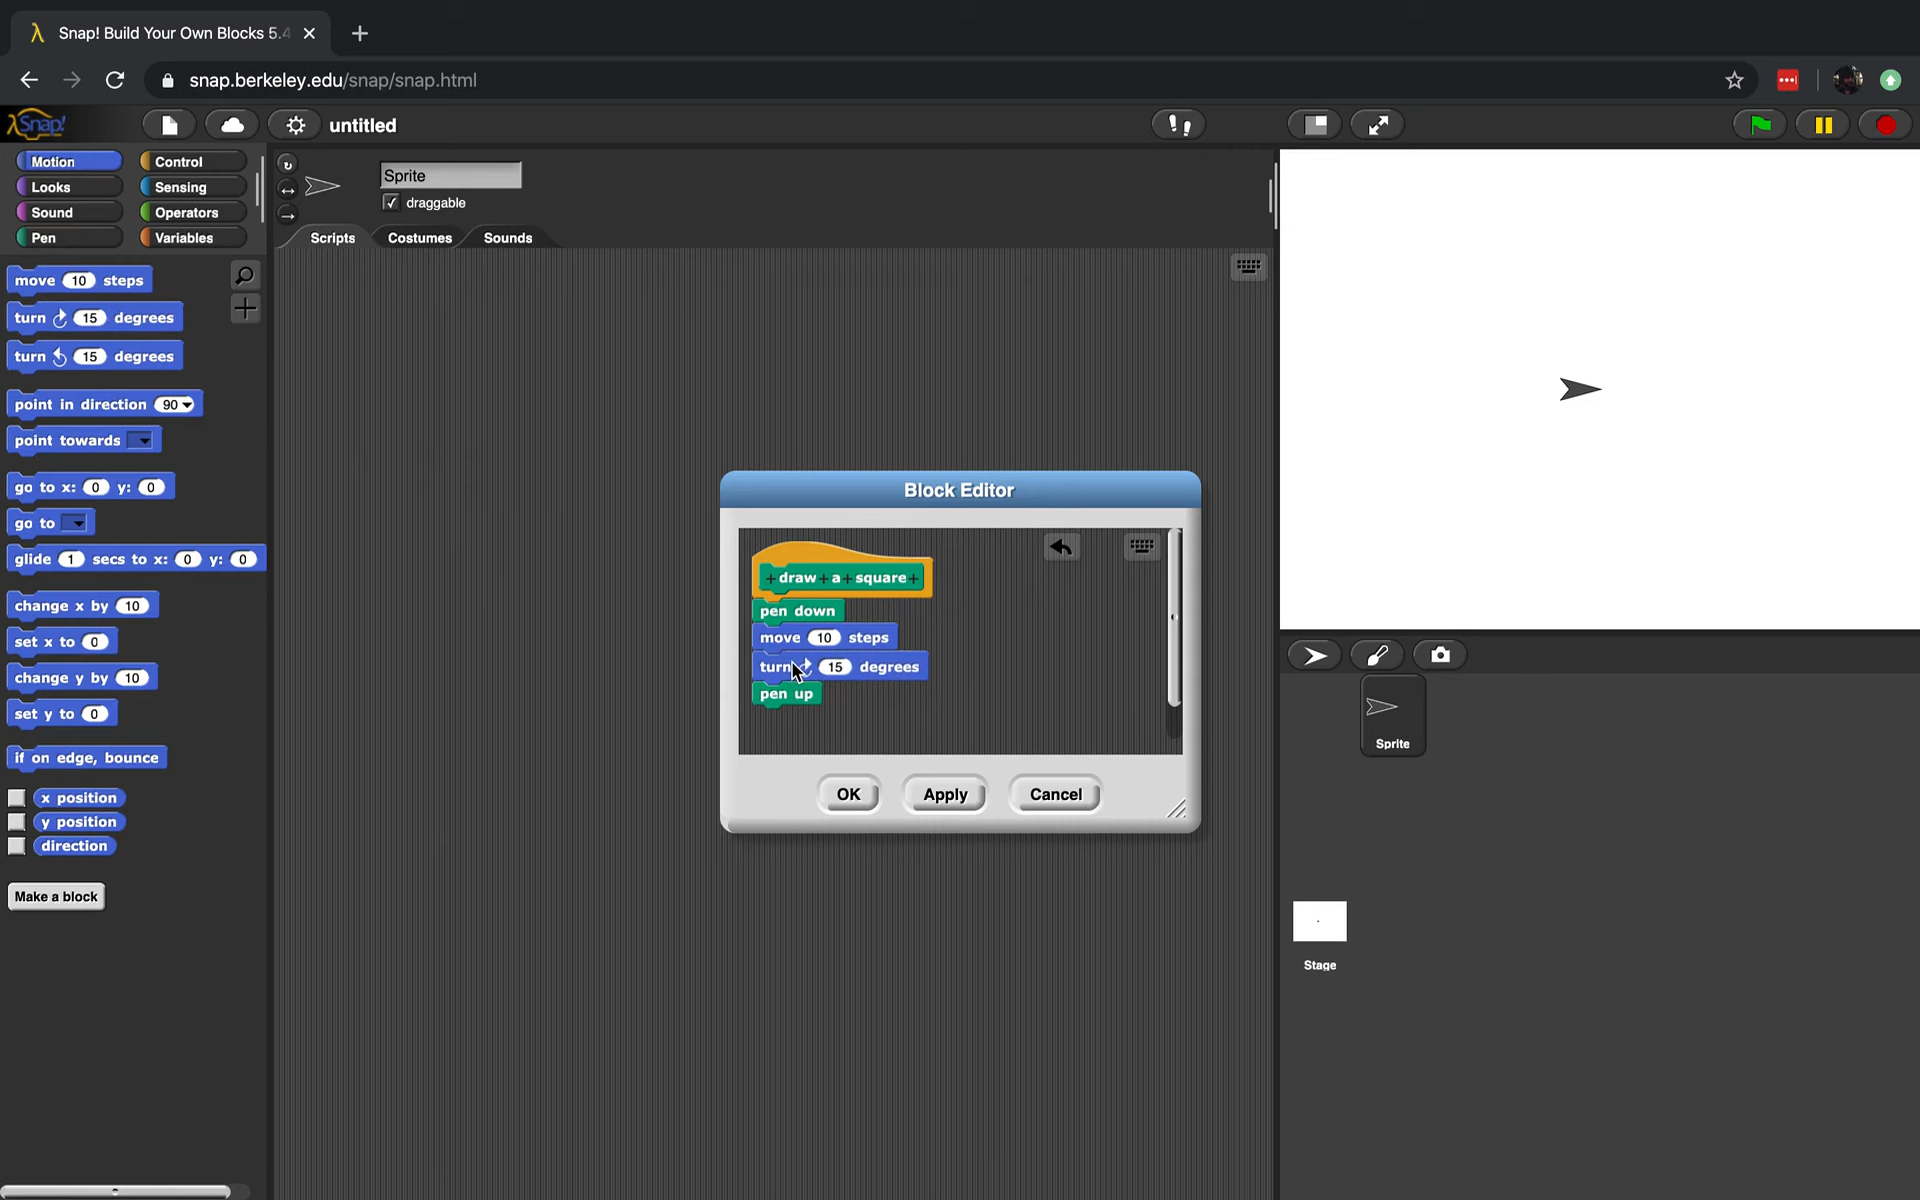 Snap! Build Your Own Blocks 5.4
snap.berkeley.edu/snap/snap.html
Snap!
untitled
Motion
Control
Looks
Sensing
Sound
Operators
Pen
Variables
Sprite
draggable
Scripts
Costumes
Sounds
move 10 steps
turn 15 degrees
turn 15 degrees
point in direction 90
point towards
go to x: 0 y: 0
go to
glide 1 secs to x: 0 y: 0
change x by 10
set x to 0
change y by 10
set y to 0
if on edge, bounce
x position
y position
direction
Make a block
Block Editor
+ draw + a + square +
pen down
move 10 steps
turn 15 degrees
pen up
OK
Apply
Cancel
Sprite
Stage